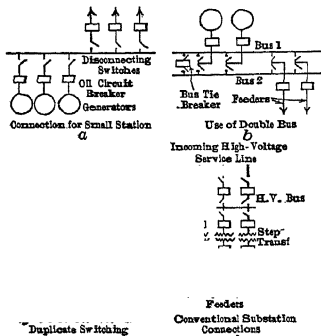 Disconnecting
Switches
Oil Circuit
Breaker
Generators
Connection for Small Station
a
Bus 1
Bus 2
Bus Tie
Breaker
Feeders
Use of Double Bus
b
Incoming High-Voltage
Service Line
H.V. Bus
Step-
Transf
Feeders
Duplicate Switching
Conventional Substation
Connections